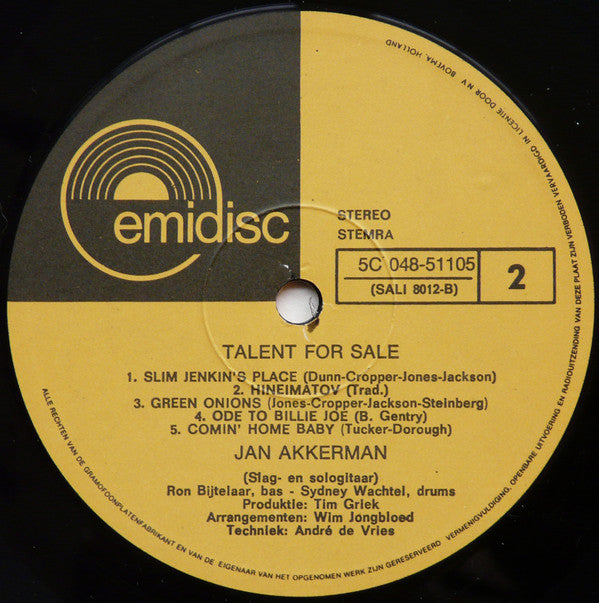 emidisc
STEREO
STEMRA
5C 048-51105
(SALI 8012-B)
2
TALENT FOR SALE
1. SLIM JENKIN'S PLACE (Dunn-Cropper-Jones-Jackson)
2. HINEIMATOV (Trad.)
3. GREEN ONIONS (Jones-Cropper-Jackson-Steinberg)
4. ODE TO BILLIE JOE (B. Gentry)
5. COMIN' HOME BABY (Tucker-Dorough)
JAN AKKERMAN
(Slag- en sologitaar)
Ron Bijtelaar, bas - Sydney Wachtel, drums
Produktie: Tim Griek
Arrangementen: Wim Jongbloed
Techniek: André de Vries
ALLE RECHTEN VAN DE GRAMOFOONPLATENFABRIKANT EN VAN DE EIGENAAR VAN HET OPGENOMEN WERK ZIJN GERESERVEERD. VERMENIGVULDIGING, OPENBARE UITVOERING EN RADIOUITZENDING VAN DEZE PLAAT ZIJN VERBODEN VERVAARDIGD IN LICENTIE DOOR N.V. BOVEMA, HOLLAND